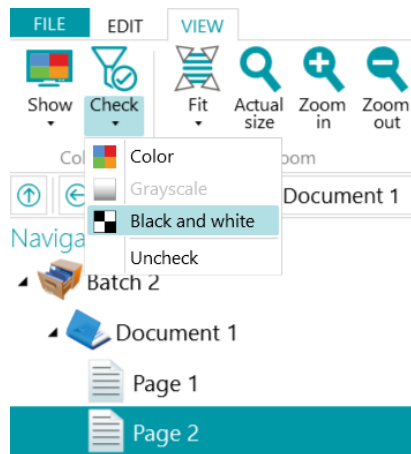 FILE EDIT VIEW
Show Check Fit Actual size Zoom in Zoom out
Color
Grayscale
Black and white
Uncheck
Document 1
Batch 2
Document 1
Page 1
Page 2